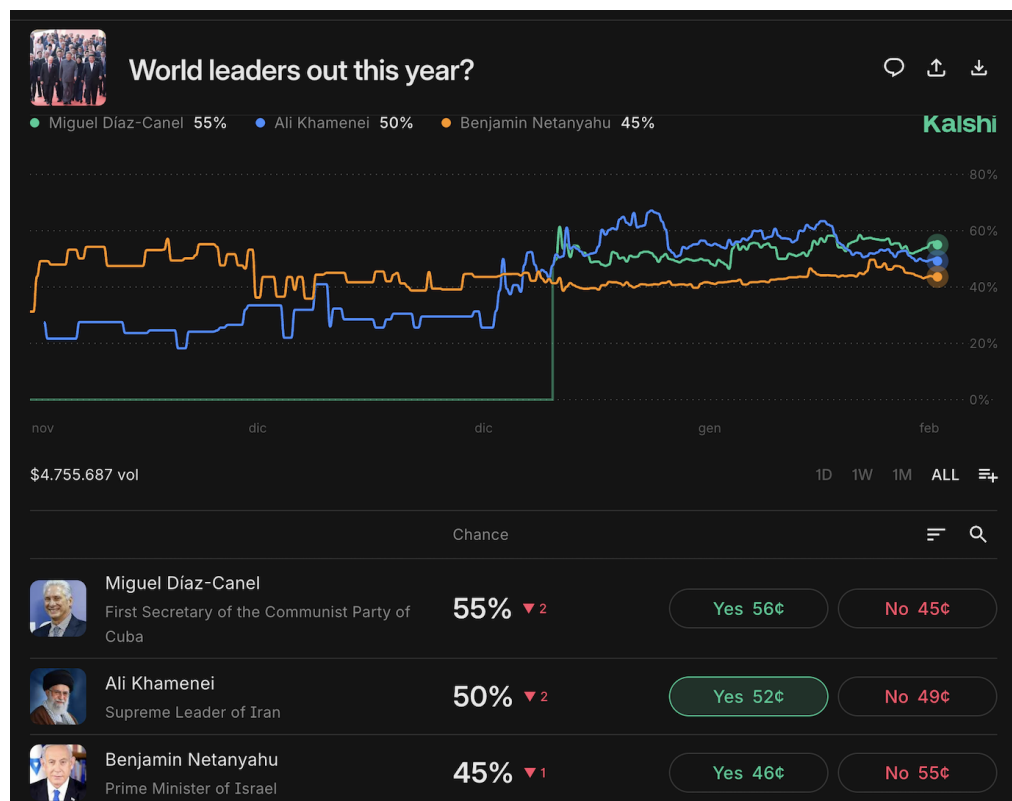 World leaders out this year?
Miguel Díaz-Canel 55% Ali Khamenei 50% Benjamin Netanyahu 45%
Kalshi
80%
60%
40%
20%
0%
nov dic dic gen feb
$4.755.687 vol
1D 1W 1M ALL
Chance
Miguel Díaz-Canel
First Secretary of the Communist Party of
Cuba
55% ▼ 2
Yes 56¢ No 45¢
Ali Khamenei
Supreme Leader of Iran
50% ▼ 2
Yes 52¢ No 49¢
Benjamin Netanyahu
Prime Minister of Israel
45% ▼ 1
Yes 46¢ No 55¢